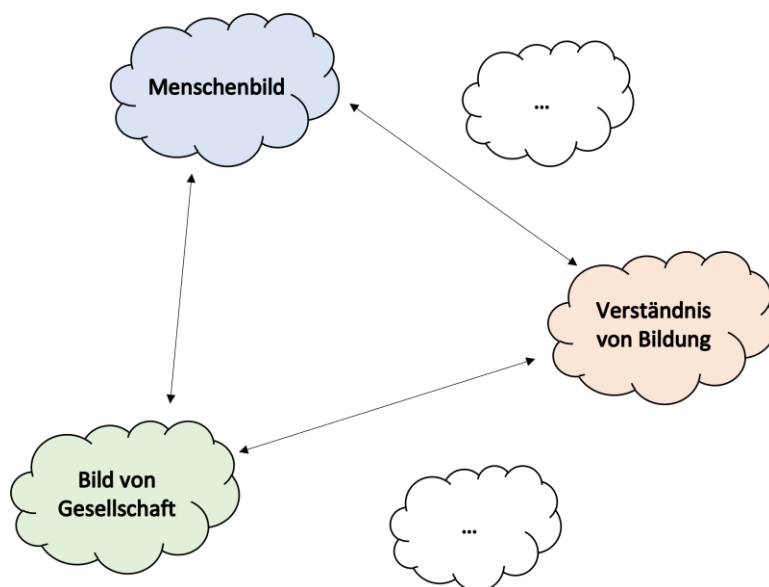 Menschenbild
...
Verständnis
von Bildung
Bild von
Gesellschaft
...